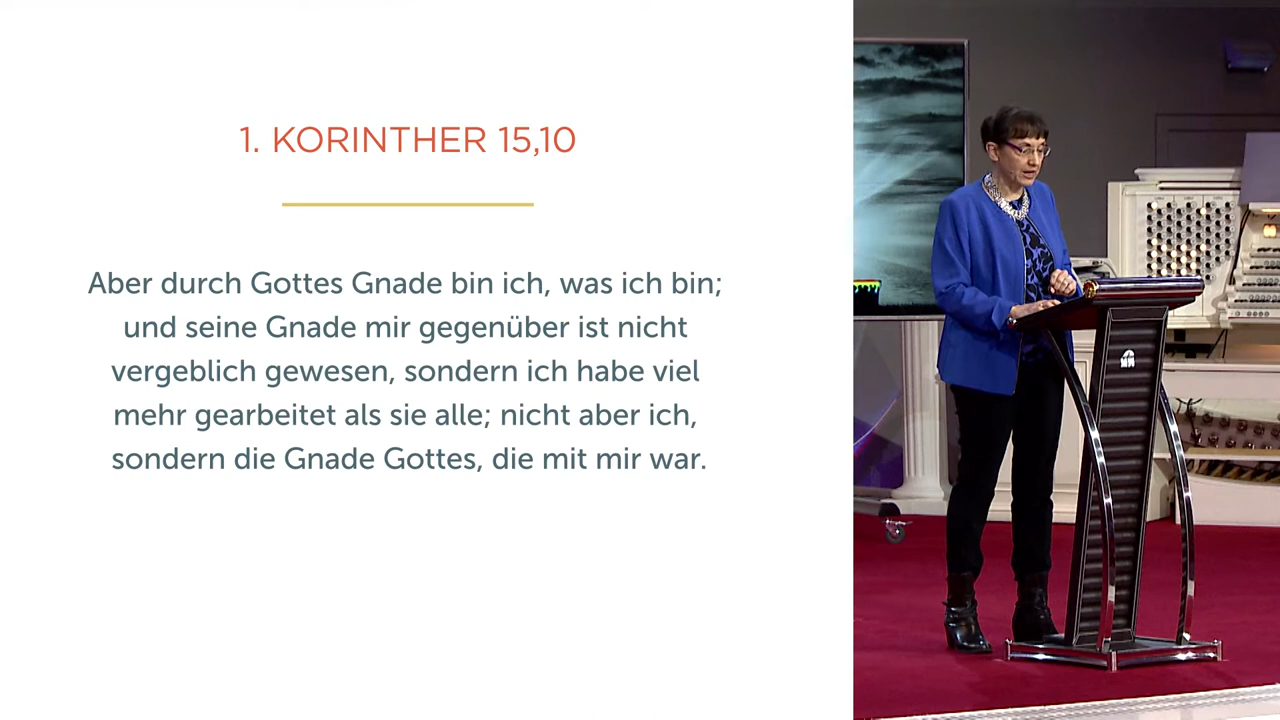 1. KORINTHER 15,10
Aber durch Gottes Gnade bin ich, was ich bin;
und seine Gnade mir gegenüber ist nicht
vergeblich gewesen, sondern ich habe viel
mehr gearbeitet als sie alle; nicht aber ich,
sondern die Gnade Gottes, die mit mir war.